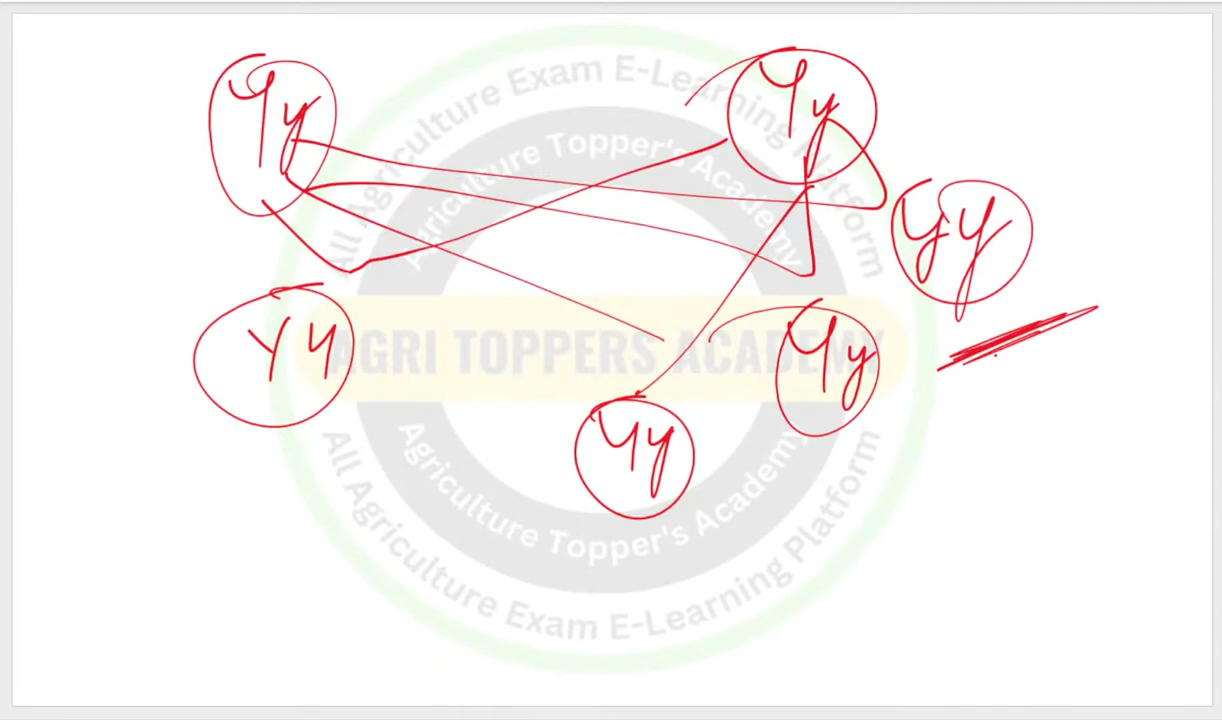 Yy
Yy
yy
YY
Yy
Yy
All Agriculture Exam E-Learning Platform
Agriculture Topper's Academy
AGRI TOPPERS ACADEMY
Agriculture Topper's Academy
All Agriculture Exam E-Learning Platform